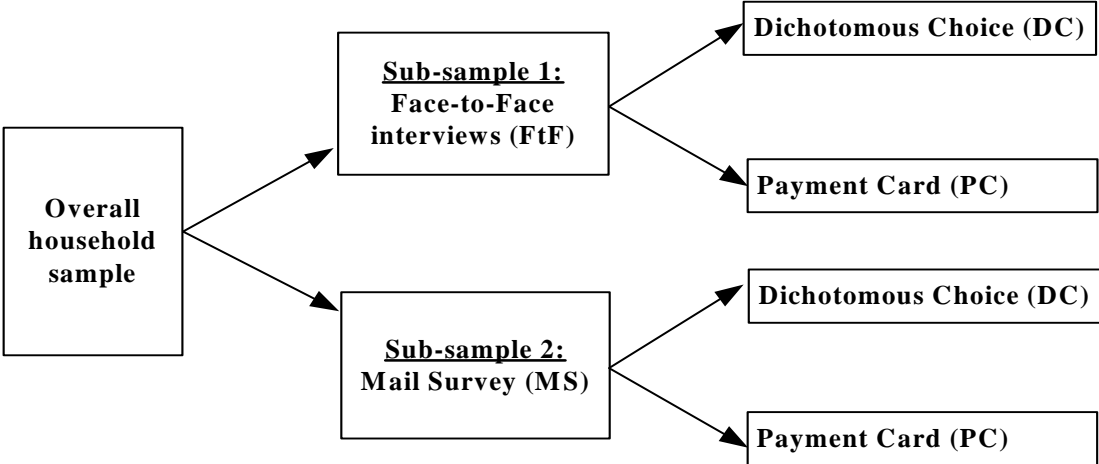 Overall
household
sample
Sub-sample 1:
Face-to-Face
interviews (FtF)
Sub-sample 2:
Mail Survey (MS)
Dichotomous Choice (DC)
Payment Card (PC)
Dichotomous Choice (DC)
Payment Card (PC)